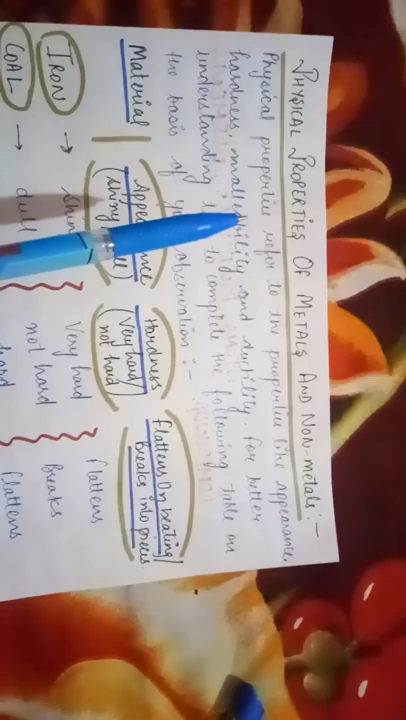 PHYSICAL PROPERTIES OF METALS AND NON-METALS :-
Physical properties refer to the properties like appearance,
hardness, malleability and ductility. For better
understanding to complete the following table on
the basis of observation :-
Material Appearance Hardness Flattens On beating/
(shiny (Very hard/ breaks into pieces
not hard)
IRON → Very hard Flattens
COAL → dull not hard Breaks
hard Flattens